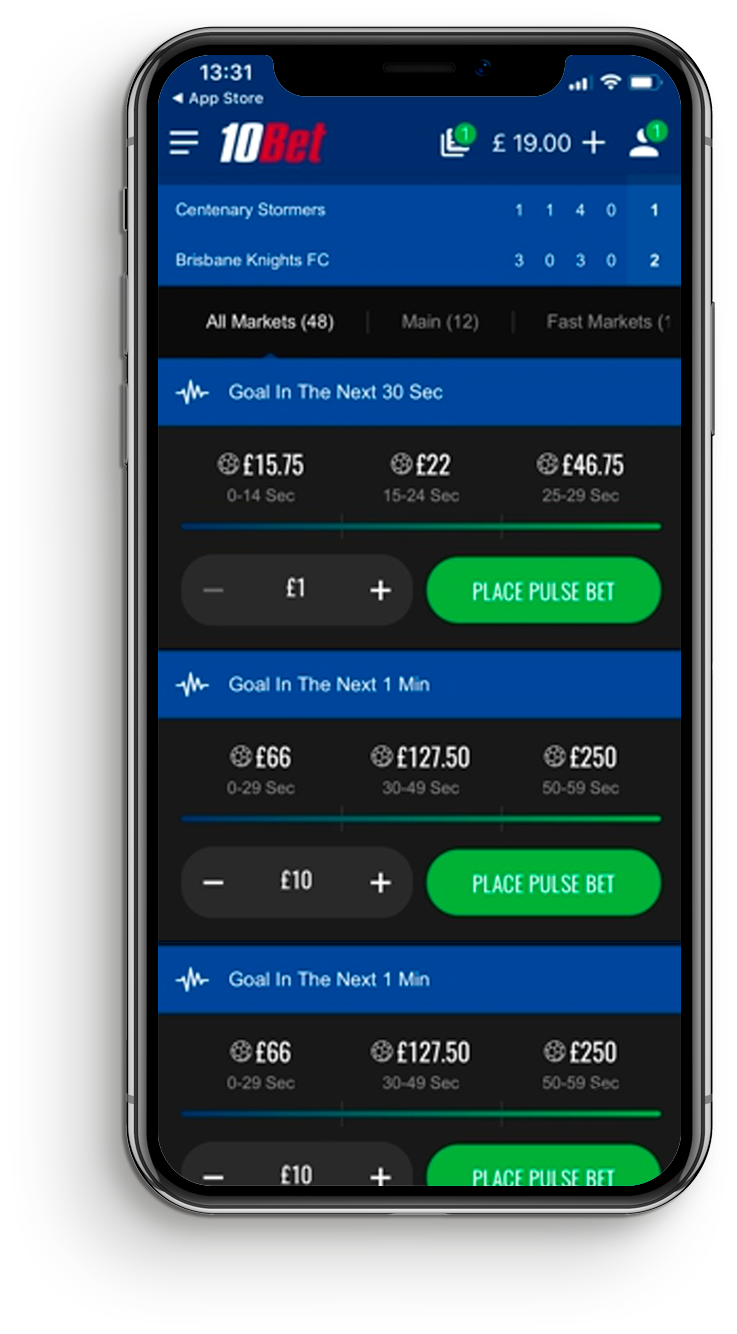 13:31
◀ App Store
10Bet 1 £ 19.00 + 1
Centenary Stormers 1 1 4 0 1
Brisbane Knights FC 3 0 3 0 2
All Markets (48) | Main (12) | Fast Markets (1
Goal In The Next 30 Sec
£15.75 £22 £46.75
0-14 Sec 15-24 Sec 25-29 Sec
− £1 + PLACE PULSE BET
Goal In The Next 1 Min
£66 £127.50 £250
0-29 Sec 30-49 Sec 50-59 Sec
− £10 + PLACE PULSE BET
Goal In The Next 1 Min
£66 £127.50 £250
0-29 Sec 30-49 Sec 50-59 Sec
− £10 + PLACE PULSE BET